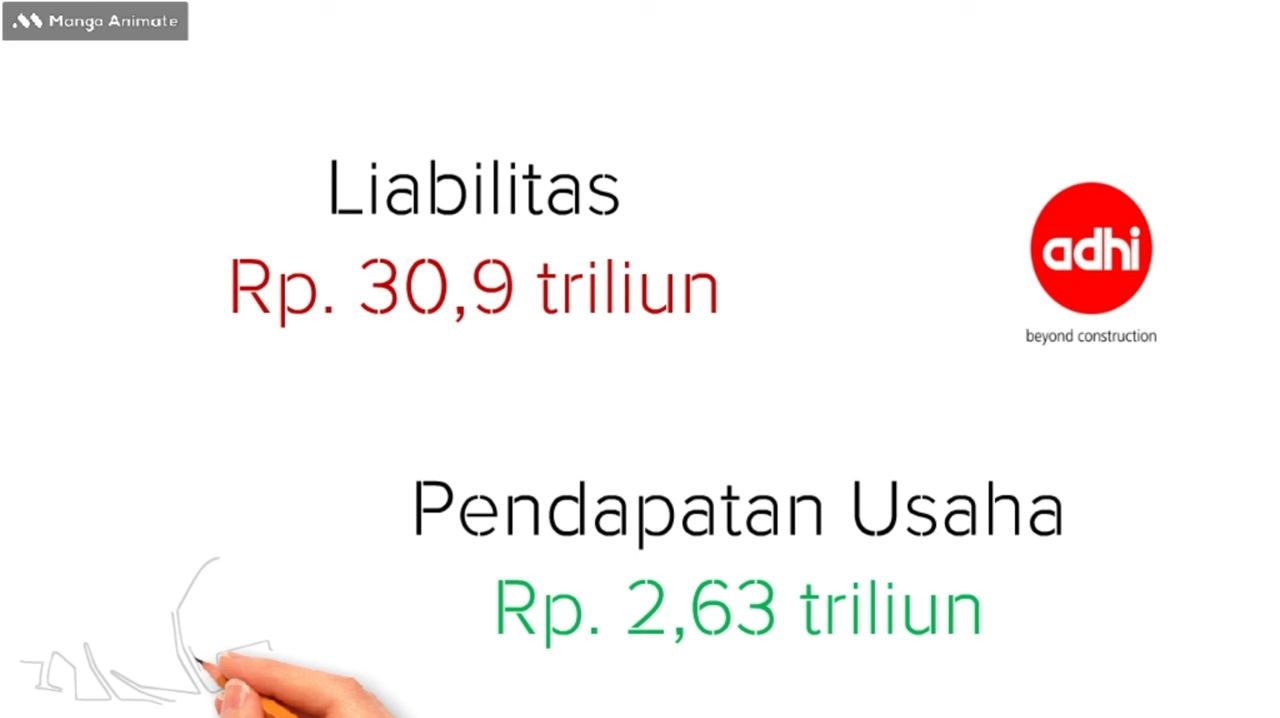 Manga Animate
Liabilitas
Rp. 30,9 triliun
adhi
beyond construction
Pendapatan Usaha
Rp. 2,63 triliun